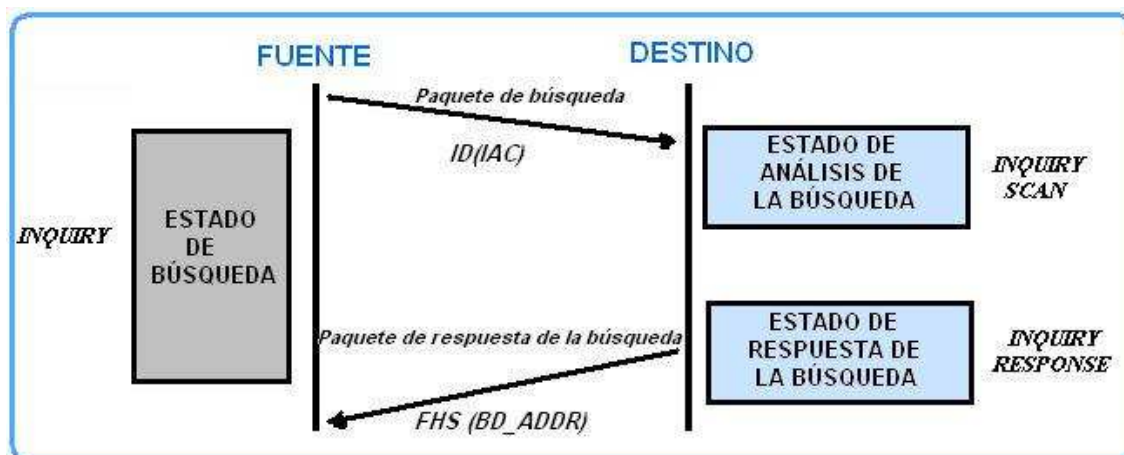 FUENTE
DESTINO
Paquete de búsqueda
ID(IAC)
INQUIRY
ESTADO
DE
BÚSQUEDA
ESTADO DE
ANÁLISIS DE
LA BÚSQUEDA
INQUIRY
SCAN
Paquete de respuesta de la búsqueda
FHS (BD_ADDR)
ESTADO DE
RESPUESTA DE
LA BÚSQUEDA
INQUIRY
RESPONSE